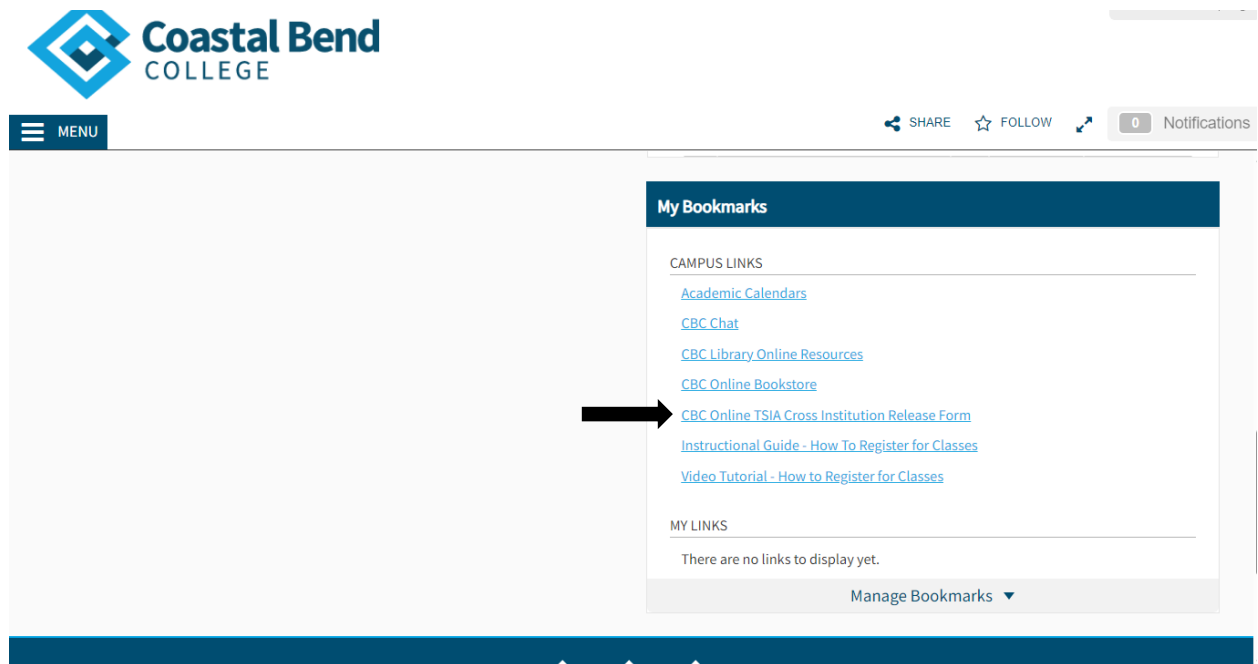 Coastal Bend
COLLEGE
MENU
SHARE FOLLOW 0 Notifications
My Bookmarks
CAMPUS LINKS
Academic Calendars
CBC Chat
CBC Library Online Resources
CBC Online Bookstore
CBC Online TSIA Cross Institution Release Form
Instructional Guide - How To Register for Classes
Video Tutorial - How to Register for Classes
MY LINKS
There are no links to display yet.
Manage Bookmarks